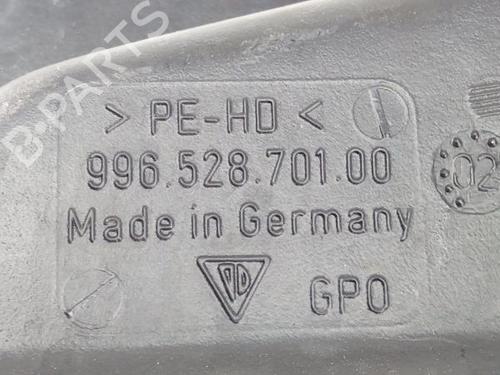 > PE-HD <
996.528.701.00
Made in Germany
GPO
02
B-PARTS